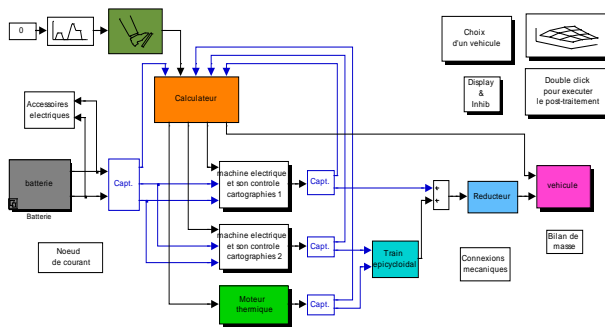 0
Choix
d'un vehicule
Calculateur
Display
&
Inhib
Double click
pour executer
le post-traitement
Accessoires
electriques
batterie
Batterie
Capt.
machine electrique
et son controle
cartographies 1
Capt.
+
+
Reducteur
vehicule
machine electrique
et son controle
cartographies 2
Capt.
Train
epicycloidal
Noeud
de courant
Connexions
mecaniques
Bilan de
masse
Moteur
thermique
Capt.